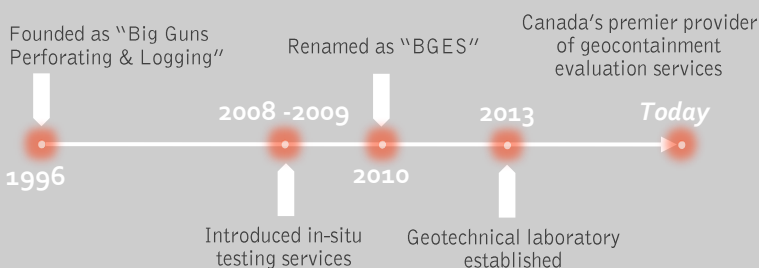 Founded as “Big Guns
Perforating & Logging”
1996
2008 -2009
Introduced in-situ
testing services
Renamed as “BGES”
2010
2013
Geotechnical laboratory
established
Canada's premier provider
of geocontainment
evaluation services
Today